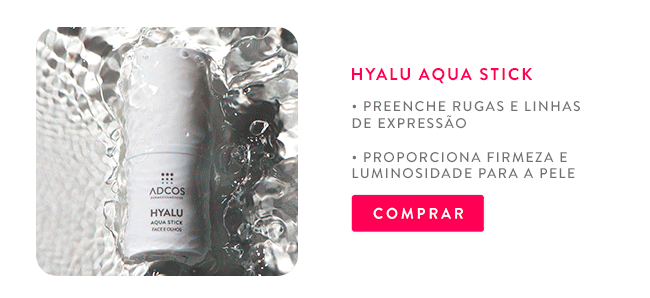 ADCOS
HYALU
AQUA STICK
FACE E OLHOS
HYALU AQUA STICK
• PREENCHE RUGAS E LINHAS
DE EXPRESSÃO
• PROPORCIONA FIRMEZA E
LUMINOSIDADE PARA A PELE
COMPRAR